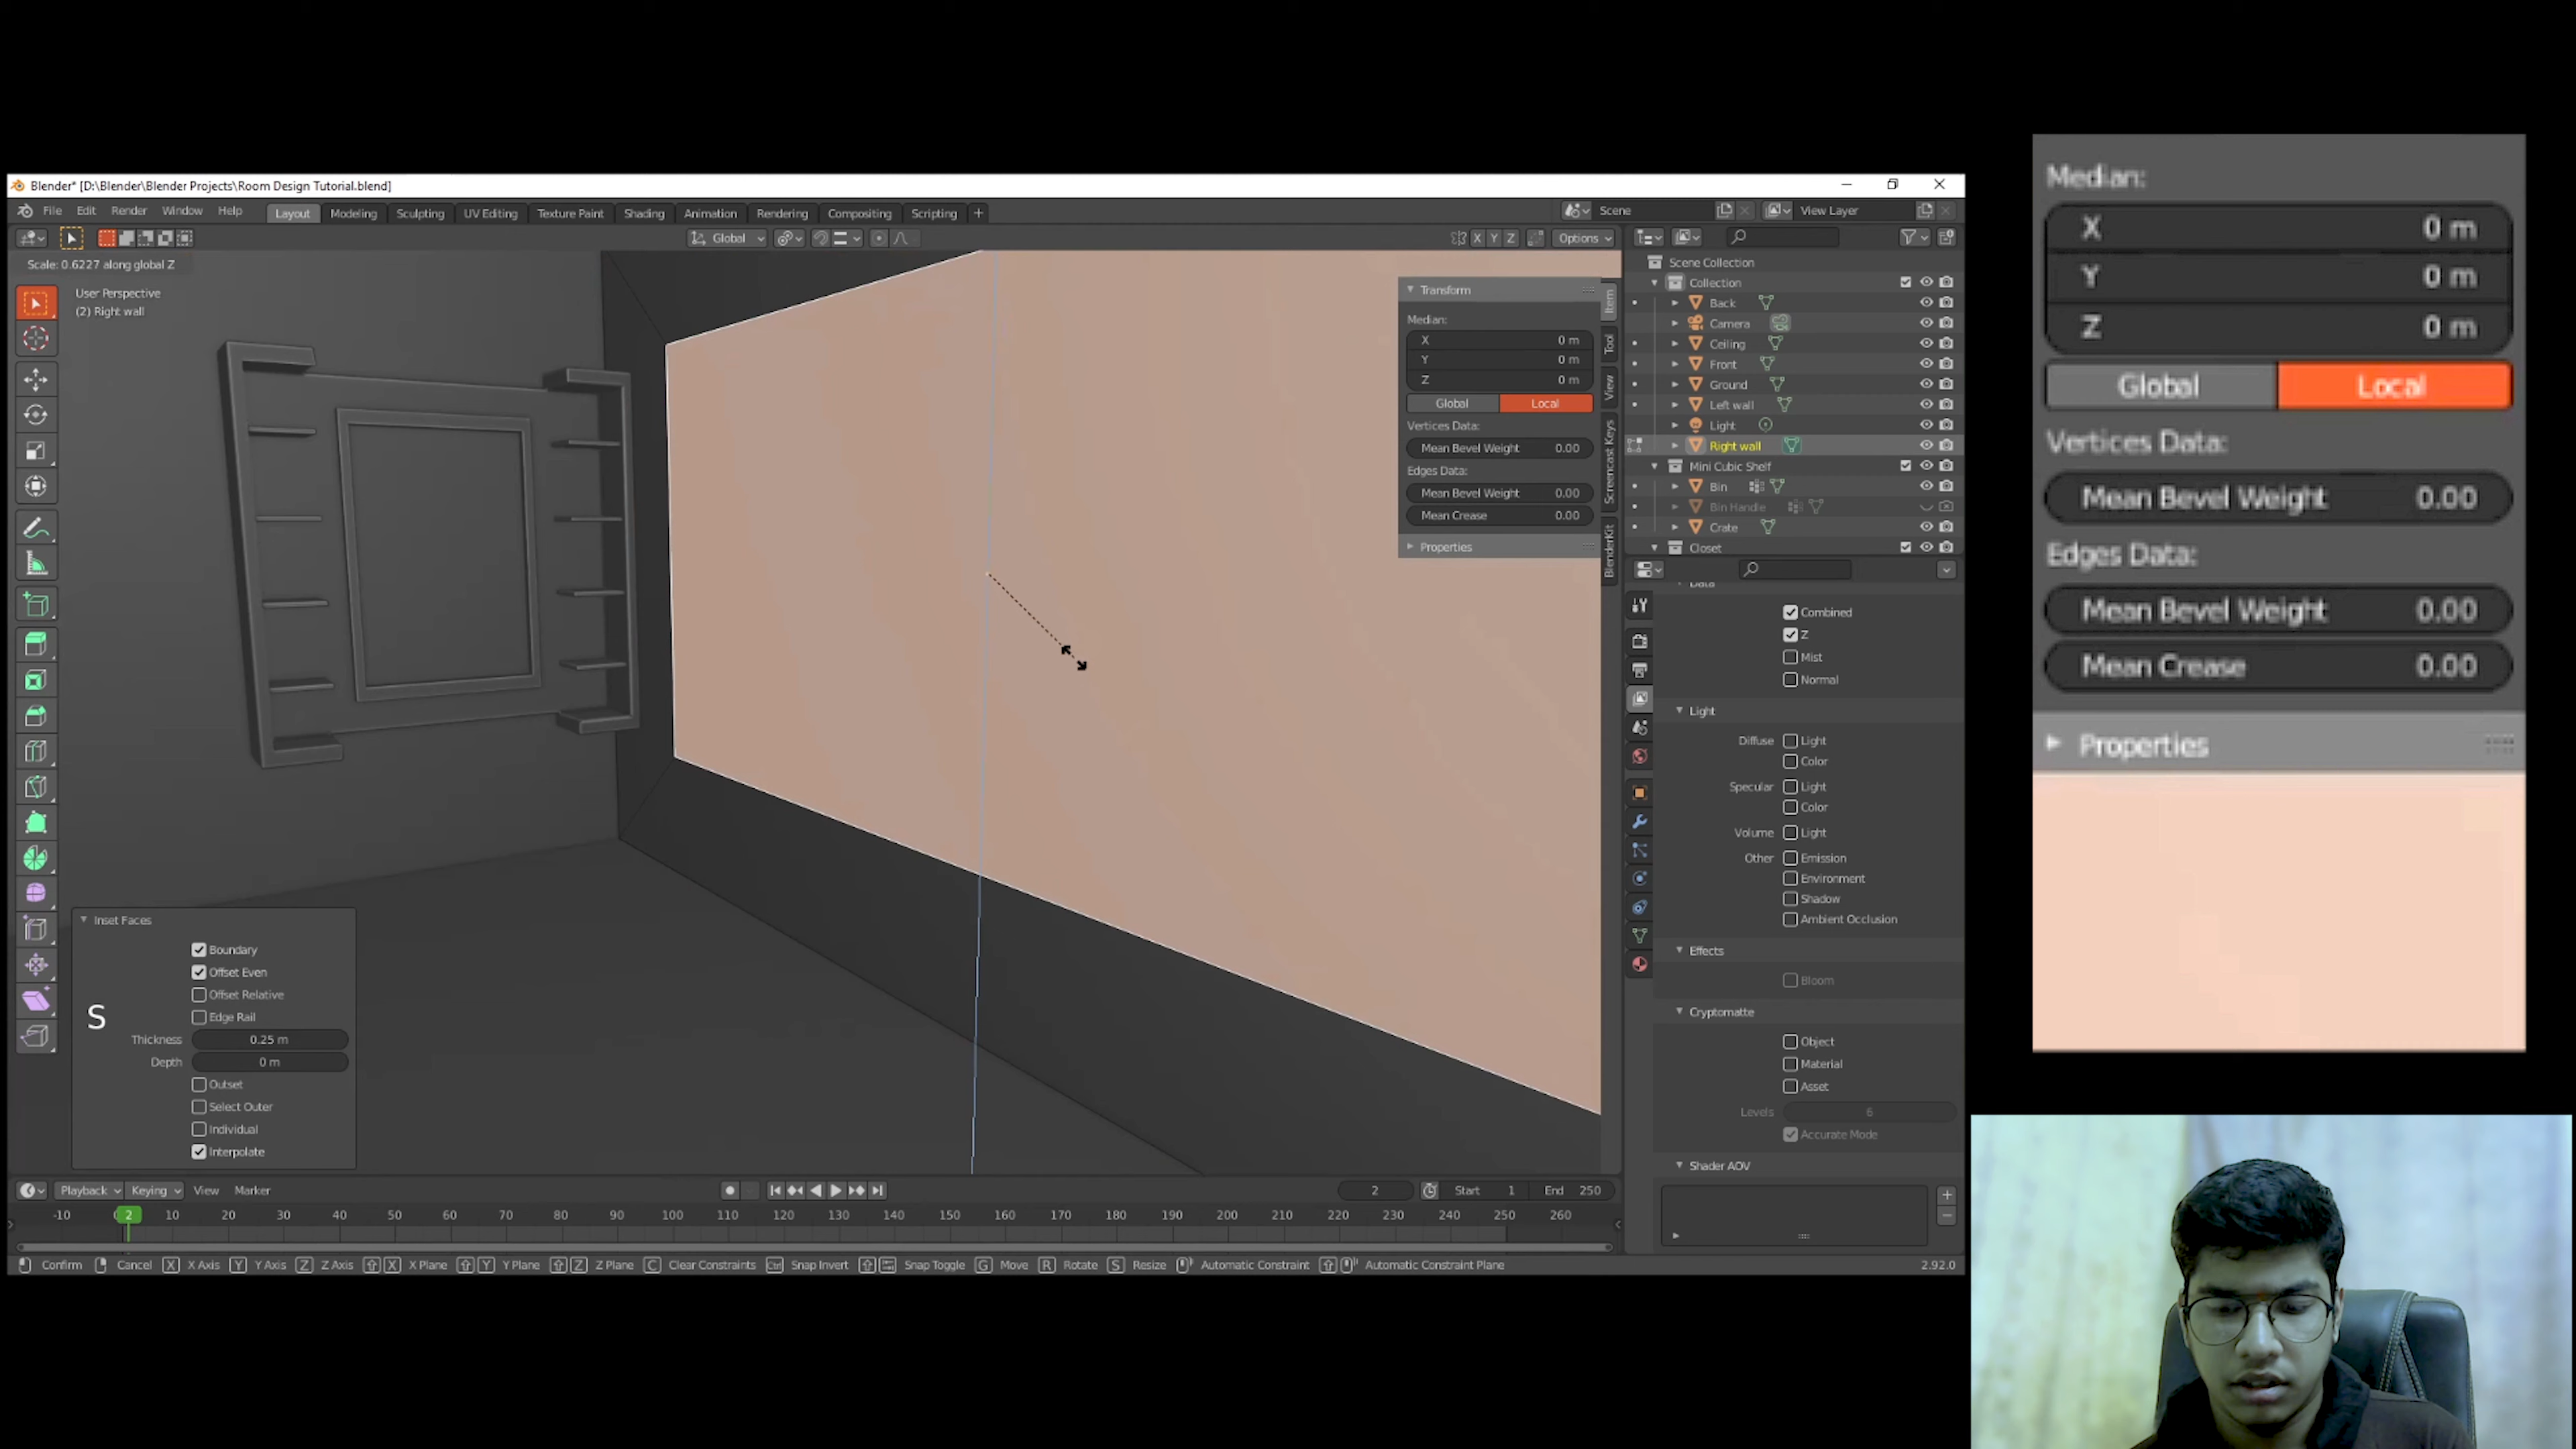 Blender* [D:\Blender\Blender Projects\Room Design Tutorial.blend]
File Edit Render Window Help Layout Modeling Sculpting UV Editing Texture Paint Shading Animation Rendering Compositing Scripting +
Scene View Layer
Global X Y Z Options
Scale: 0.6227 along global Z
User Perspective
(2) Right wall
Transform
Median:
X 0 m
Y 0 m
Z 0 m
Global Local
Vertices Data:
Mean Bevel Weight 0.00
Edges Data:
Mean Bevel Weight 0.00
Mean Crease 0.00
Properties
Item
Tool
View
Screencast Keys
BlenderKit
Scene Collection
Collection
Back
Camera
Ceiling
Front
Ground
Left wall
Light
Right wall
Mini Cubic Shelf
Bin
Bin Handle
Crate
Closet
Data
Combined
Z
Mist
Normal
Light
Diffuse Light
Color
Specular Light
Color
Volume Light
Other Emission
Environment
Shadow
Ambient Occlusion
Effects
Bloom
Cryptomatte
Object
Material
Asset
Levels 6
Accurate Mode
Shader AOV
Inset Faces
Boundary
Offset Even
Offset Relative
S
Edge Rail
Thickness 0.25 m
Depth 0 m
Outset
Select Outer
Individual
Interpolate
Playback Keying View Marker
2 Start 1 End 250
-10 2 10 20 30 40 50 60 70 80 90 100 110 120 130 140 150 160 170 180 190 200 210 220 230 240 250 260
Confirm Cancel X X Axis Y Y Axis Z Z Axis X X Plane Y Y Plane Z Z Plane C Clear Constraints Ctrl Snap Invert Snap Toggle G Move R Rotate S Resize Automatic Constraint Automatic Constraint Plane 2.92.0
Median:
X 0 m
Y 0 m
Z 0 m
Global Local
Vertices Data:
Mean Bevel Weight 0.00
Edges Data:
Mean Bevel Weight 0.00
Mean Crease 0.00
Properties